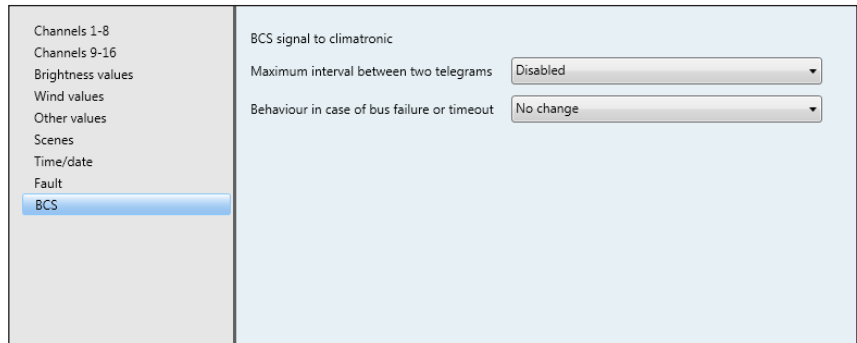 Channels 1-8
Channels 9-16
Brightness values
Wind values
Other values
Scenes
Time/date
Fault
BCS
BCS signal to climatronic
Maximum interval between two telegrams Disabled
Behaviour in case of bus failure or timeout No change